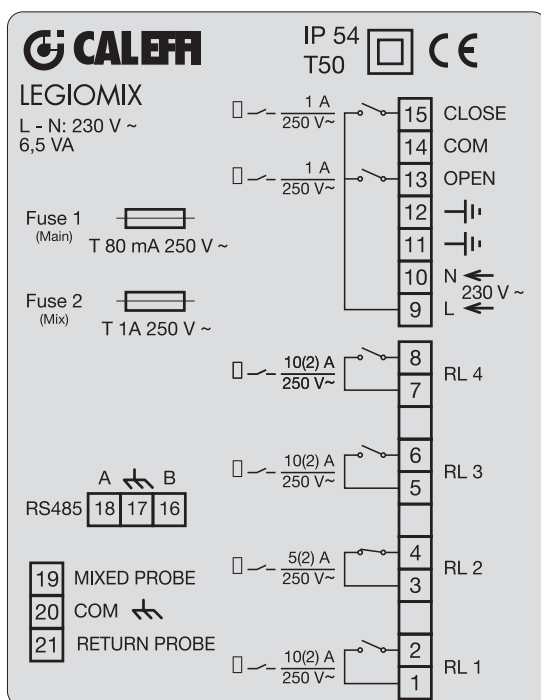 CALEFFI
IP 54
T50
CE
LEGIOMIX
L - N: 230 V ~
6,5 VA
1 A
250 V~
15 CLOSE
14 COM
1 A
250 V~
13 OPEN
12
11
Fuse 1
(Main)
T 80 mA 250 V ~
10 N
230 V ~
9 L
Fuse 2
(Mix)
T 1A 250 V ~
10(2) A
250 V~
8
7
RL 4
10(2) A
250 V~
6
5
RL 3
A B
RS485 18 17 16
5(2) A
250 V~
4
3
RL 2
19 MIXED PROBE
20 COM
21 RETURN PROBE
10(2) A
250 V~
2
1
RL 1